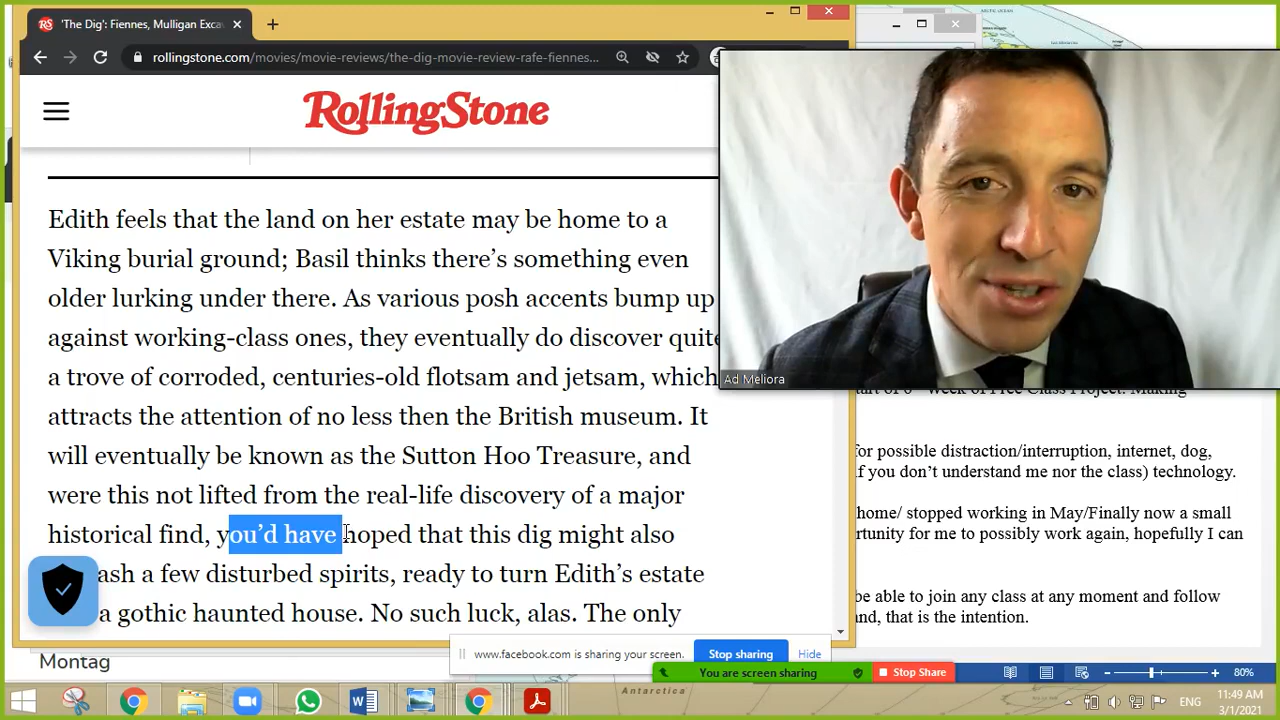 'The Dig': Fiennes, Mulligan Exca
rollingstone.com/movies/movie-reviews/the-dig-movie-review-rafe-fiennes...
RollingStone
Edith feels that the land on her estate may be home to a
Viking burial ground; Basil thinks there's something even
older lurking under there. As various posh accents bump up
against working-class ones, they eventually do discover quite
a trove of corroded, centuries-old flotsam and jetsam, which
attracts the attention of no less then the British museum. It
will eventually be known as the Sutton Hoo Treasure, and
were this not lifted from the real-life discovery of a major
historical find, you'd have hoped that this dig might also
ash a few disturbed spirits, ready to turn Edith's estate
a gothic haunted house. No such luck, alas. The only
Ad Meliora
Week of Free Class Project. Making
for possible distraction/interruption, internet, dog,
if you don't understand me nor the class) technology.
home/ stopped working in May/Finally now a small
rtunity for me to possibly work again, hopefully I can
be able to join any class at any moment and follow
and, that is the intention.
www.facebook.com is sharing your screen.
Stop sharing
Hide
Montag
You are screen sharing
Stop Share
80%
Antarctica
ENG
11:49 AM
3/1/2021